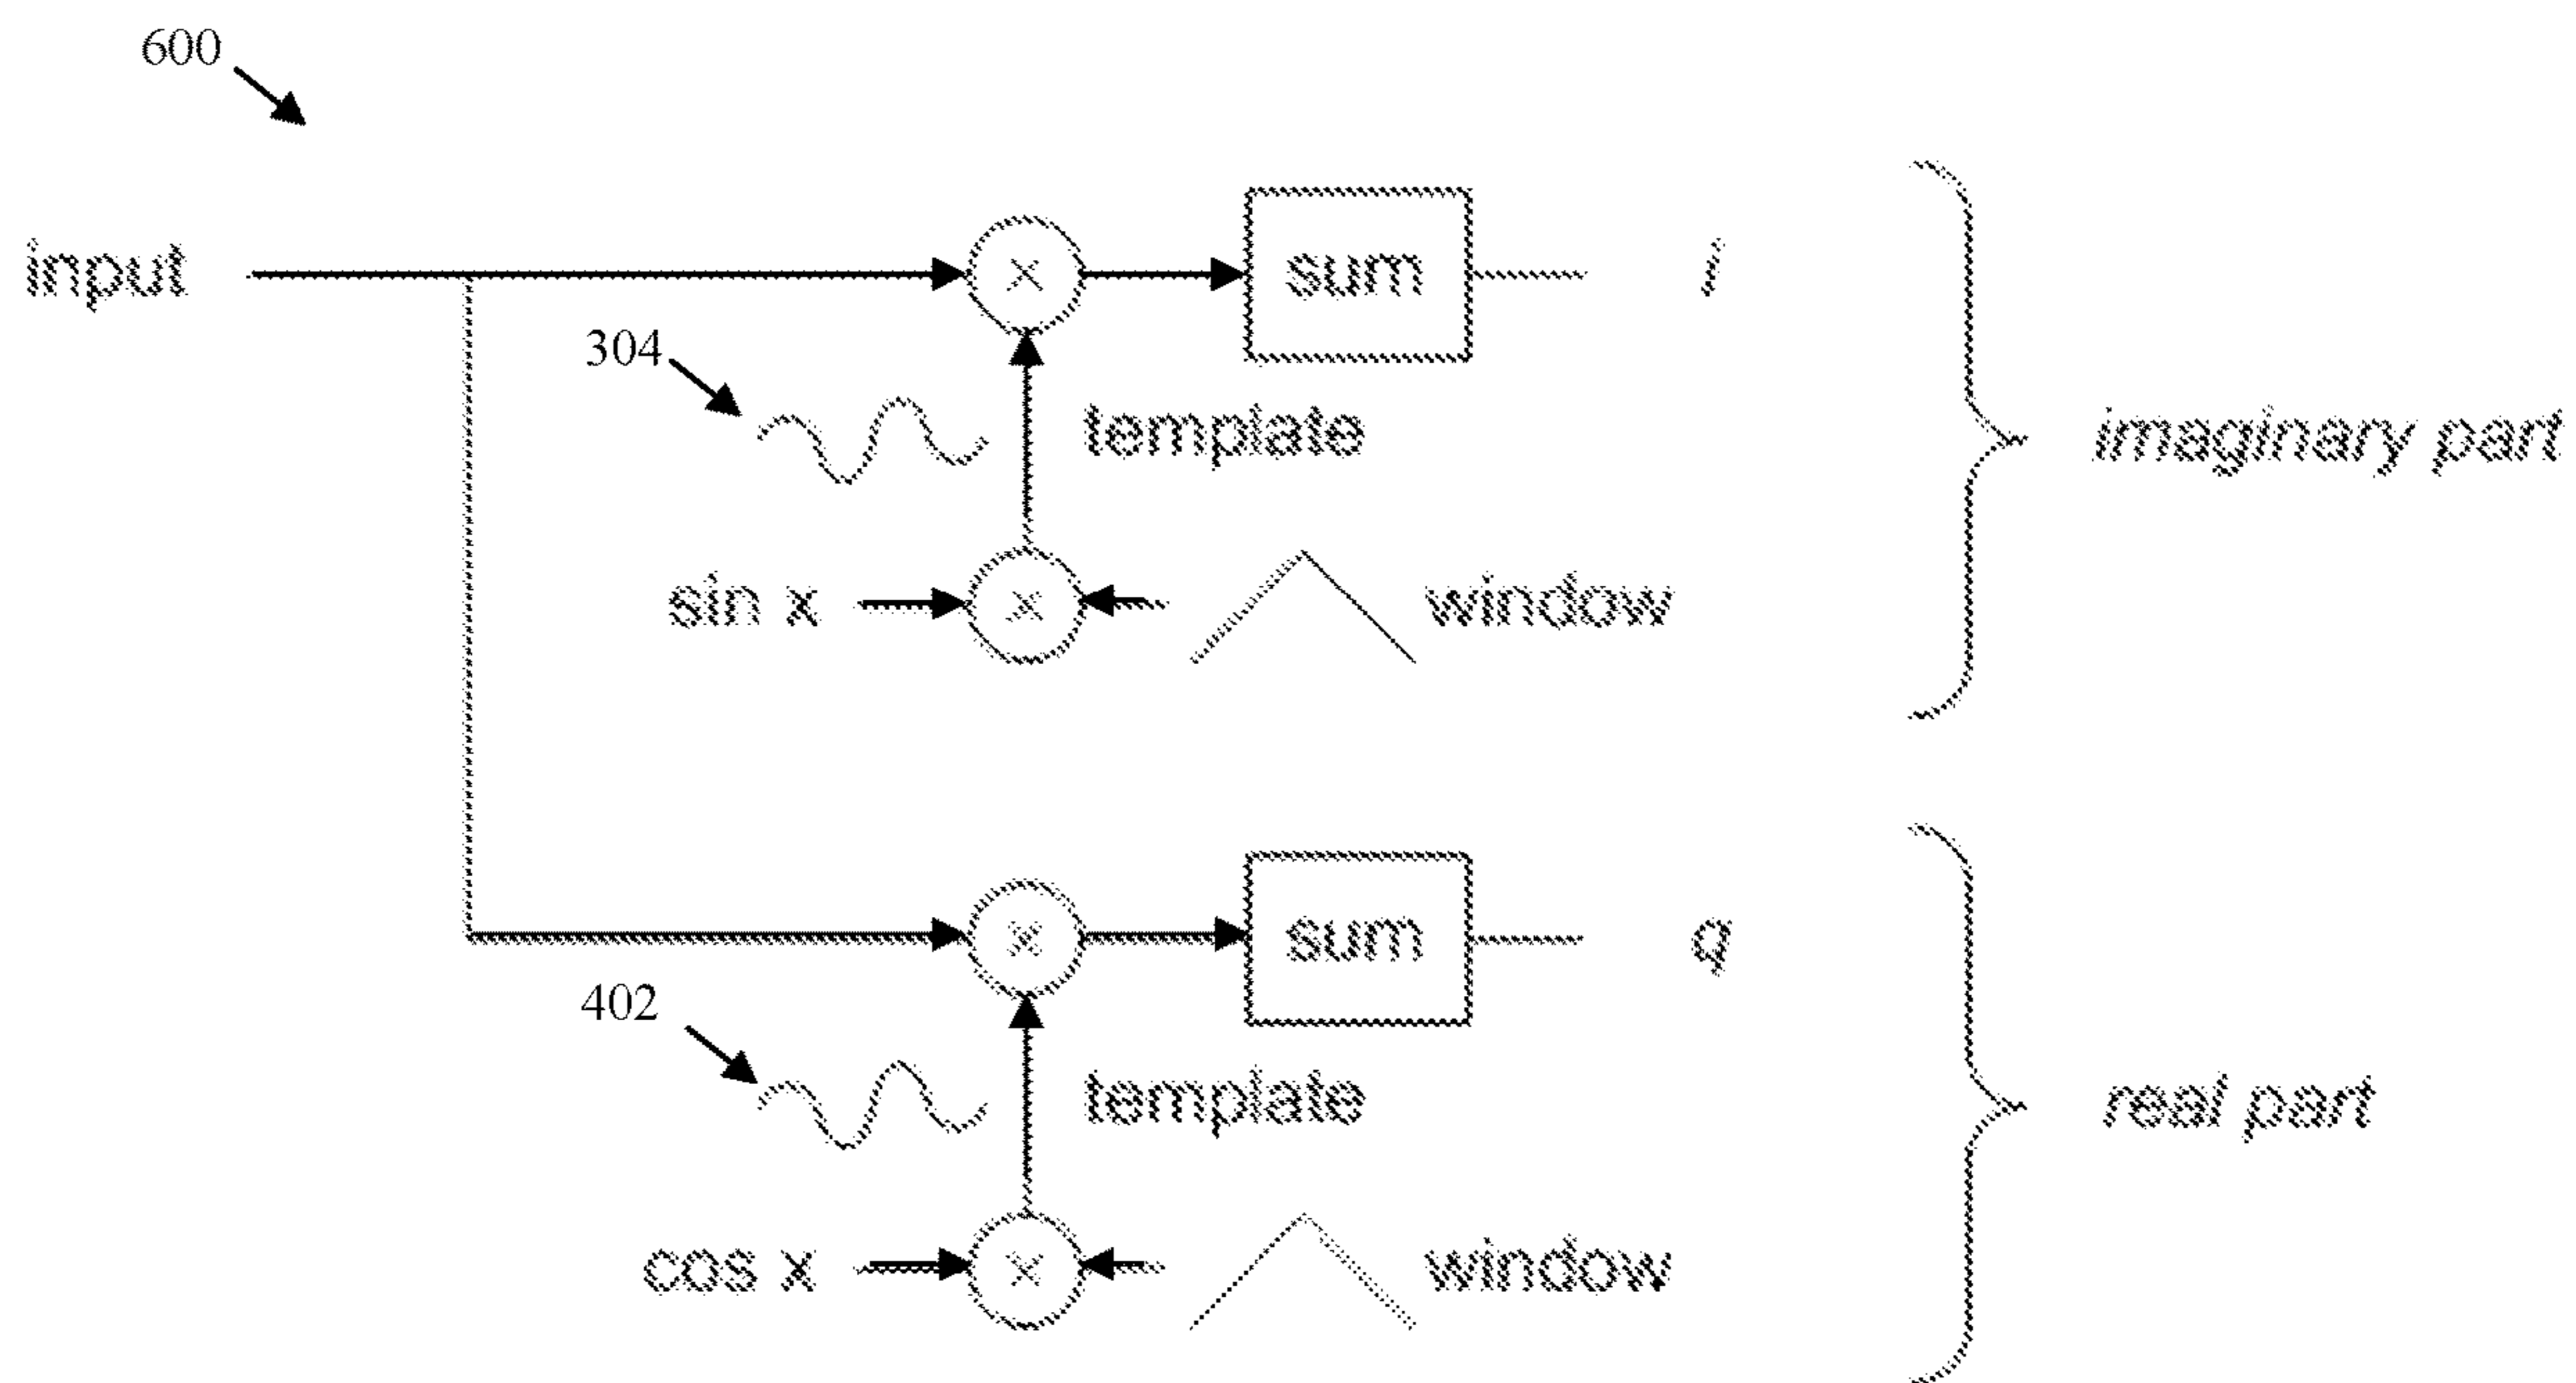 600
input
×
sum
i
304
template
imaginary part
sin x
×
window
×
sum
q
402
template
real part
cos x
×
window